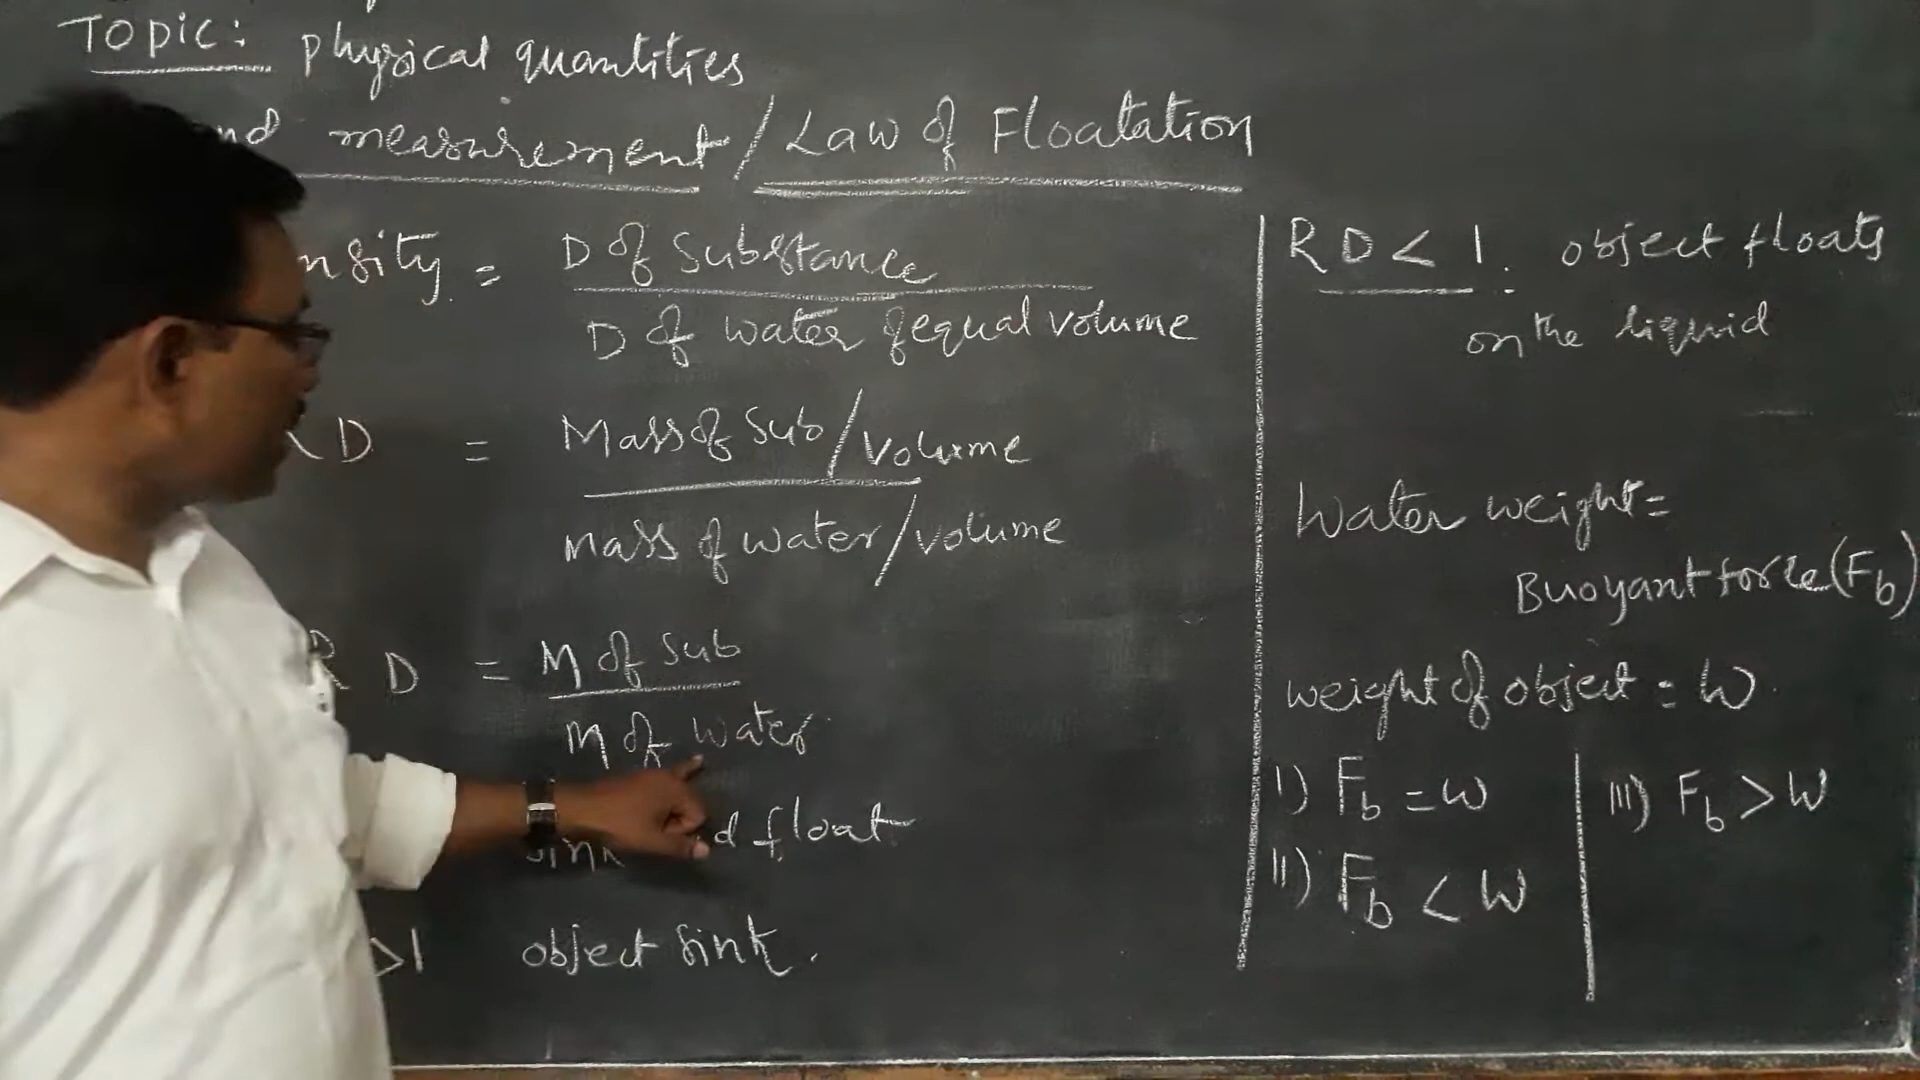 TOPIC: physical quantities
measurement / Law of Floatation
= D of Substance
D of water of equal volume
D = Mass of Sub / volume
Mass of water / volume
R D = M of Sub
M of water
float
>1 object sink.
RD < 1: object floats
on the liquid
Water weight =
Buoyant force (Fb)
weight of object = W
I) Fb = W
II) Fb < W
III) Fb > W